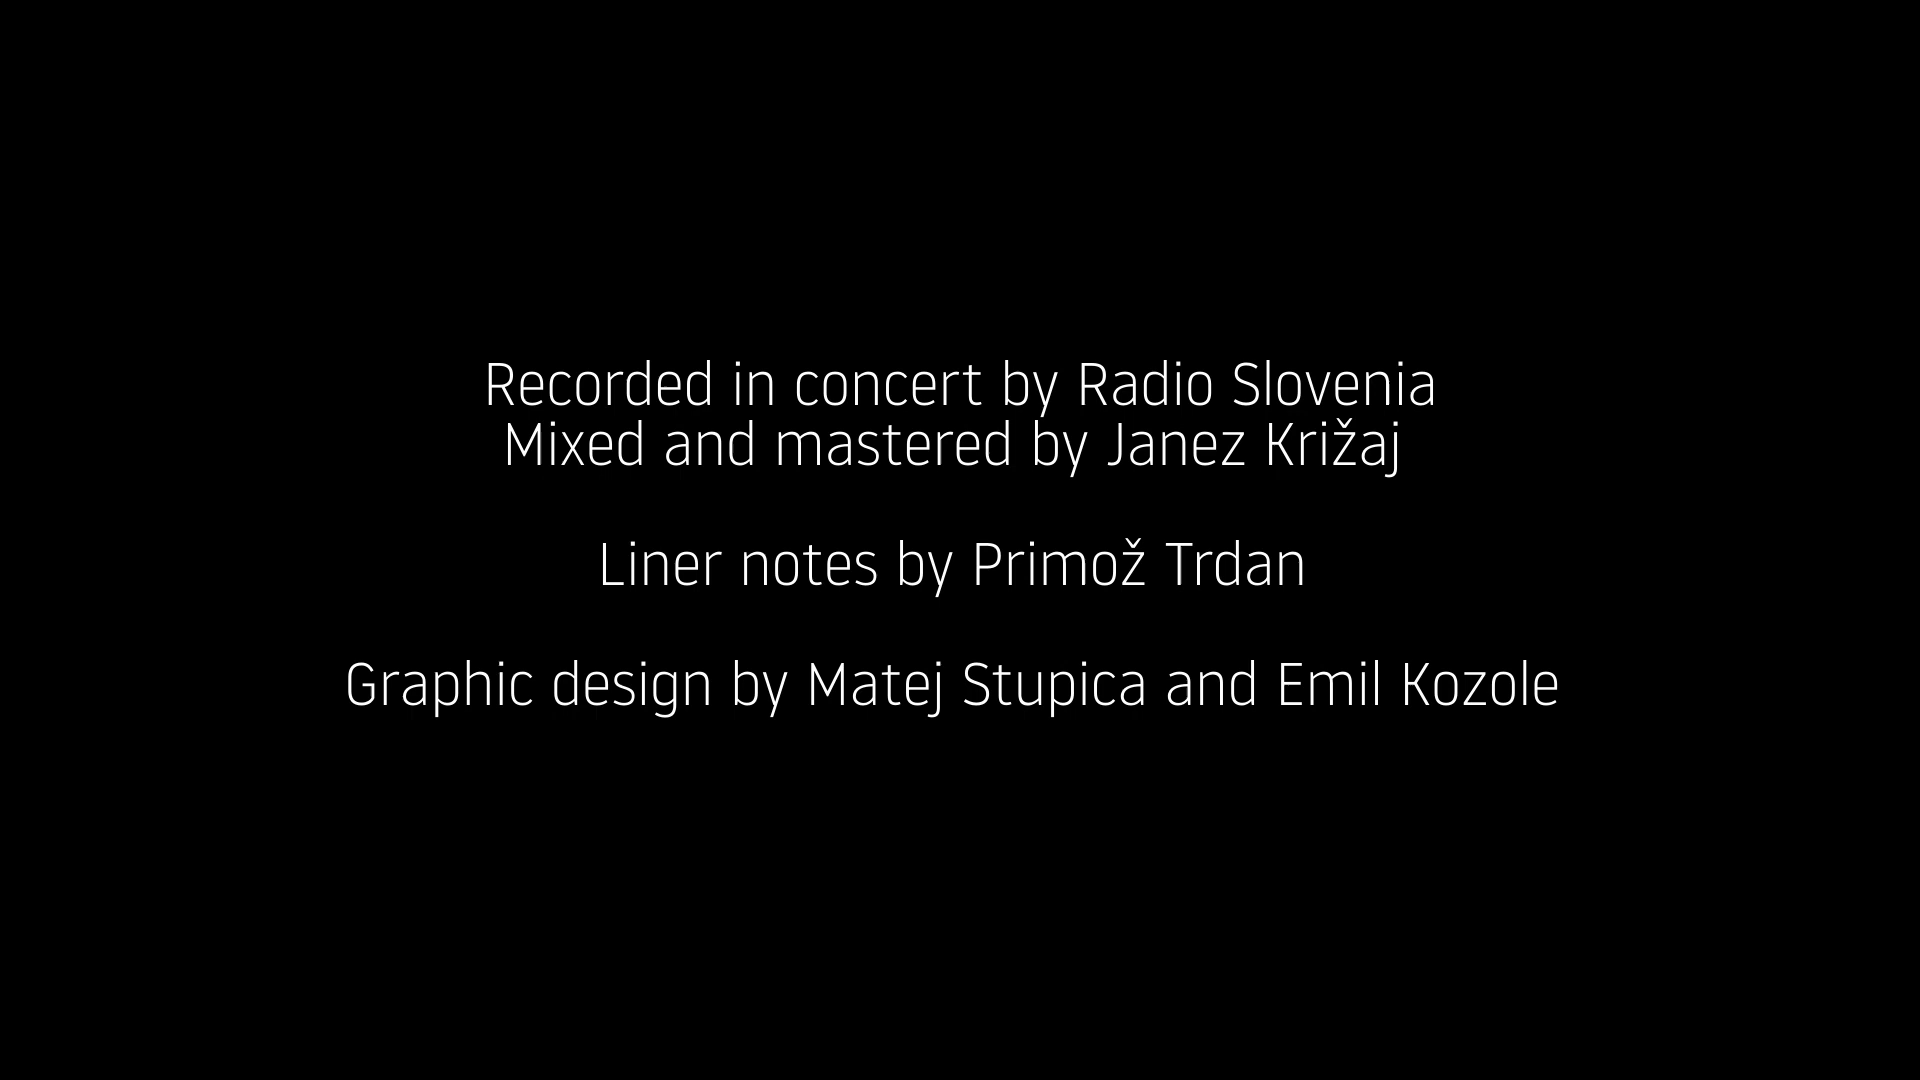 Recorded in concert by Radio Slovenia
Mixed and mastered by Janez Križaj
Liner notes by Primož Trdan
Graphic design by Matej Stupica and Emil Kozole